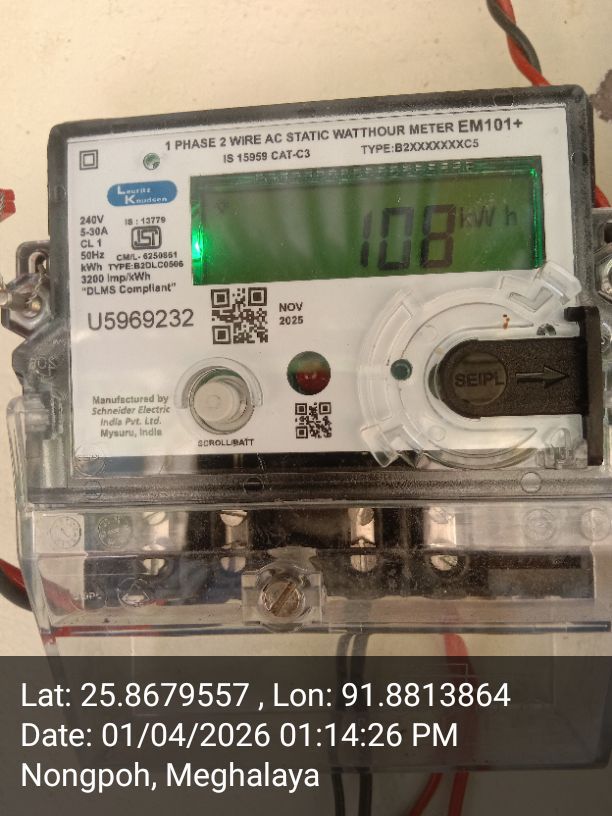 1 PHASE 2 WIRE AC STATIC WATTHOUR METER EM101+
IS 15959 CAT-C3 TYPE:B2XXXXXXXC5
Lauritz
Knudsen
240V
5-30A
CL 1
50Hz
kWh
3200 imp/kWh
"DLMS Compliant"
IS : 13779
ISI
CM/L- 6250851
TYPE:B2DLC0506
108 kW h
U5969232
NOV
2025
Manufactured by
Schneider Electric
India Pvt. Ltd.
Mysuru, India
SCROLL/BATT
SEIPL
Lat: 25.8679557 , Lon: 91.8813864
Date: 01/04/2026 01:14:26 PM
Nongpoh, Meghalaya